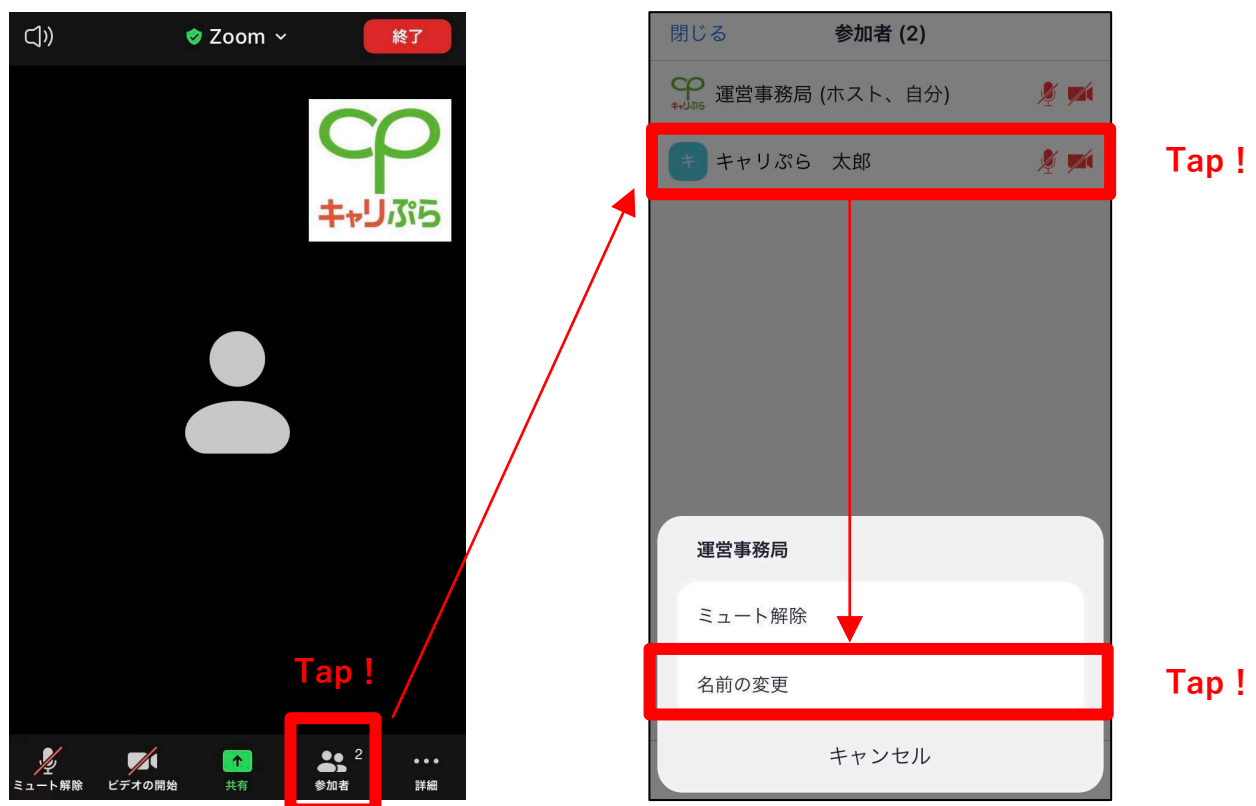 Zoom
終了
cp
キャリぷら
Tap!
ミュート解除
ビデオの開始
共有
参加者
2
詳細
閉じる
参加者 (2)
cp
キャリぷら
運営事務局 (ホスト、自分)
キ
キャリぷら　太郎
Tap!
運営事務局
ミュート解除
名前の変更
Tap!
キャンセル